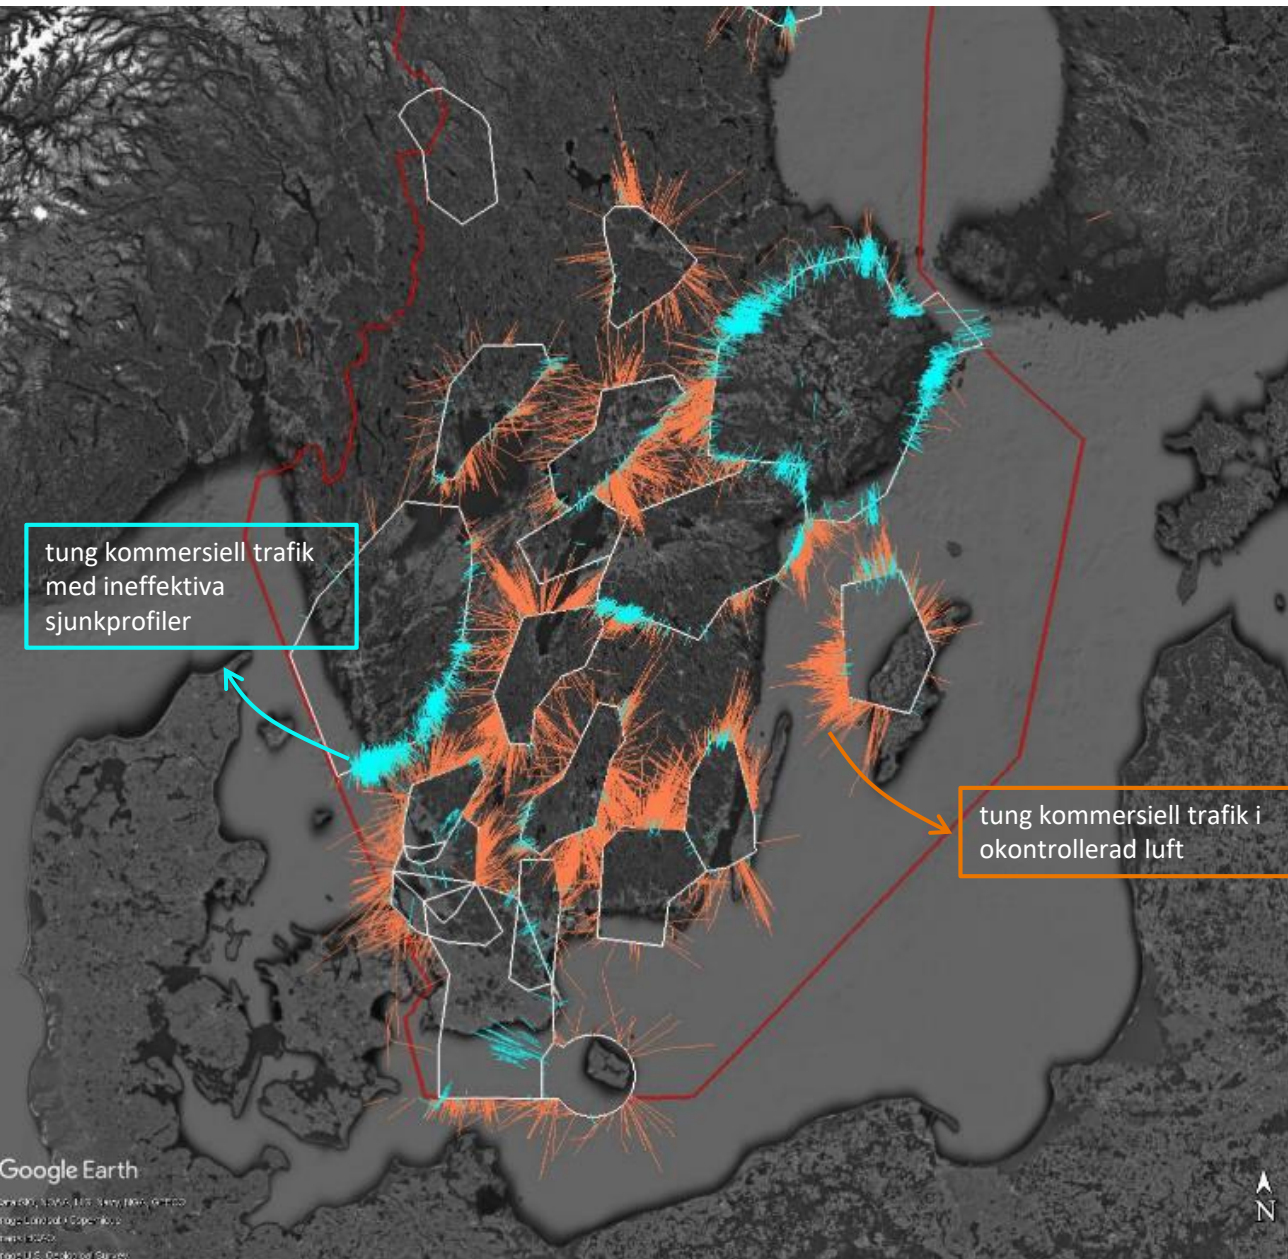 tung kommersiell trafik
med ineffektiva
sjunkprofiler
tung kommersiell trafik i
okontrollerad luft
Google Earth
N